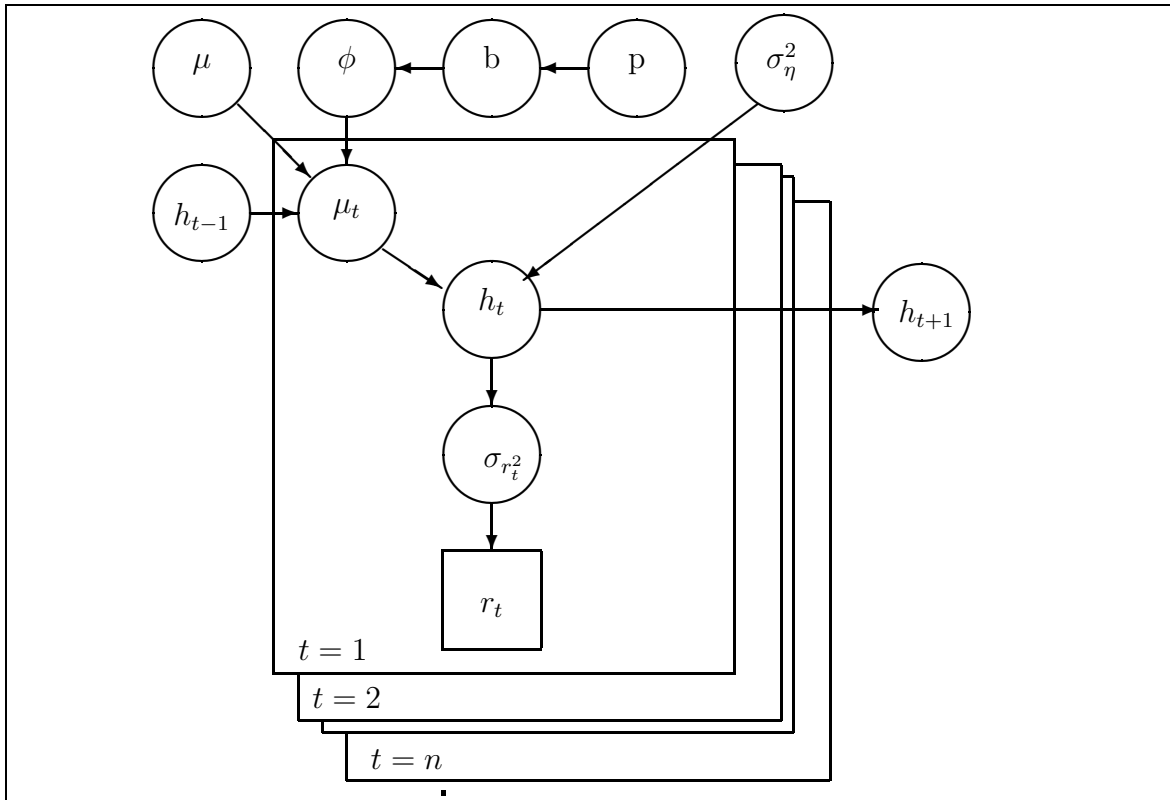 μ ϕ b p σ²_η
h_{t−1} μ_t
h_t h_{t+1}
σ_{r_t^2}
r_t
t = 1
t = 2
t = n